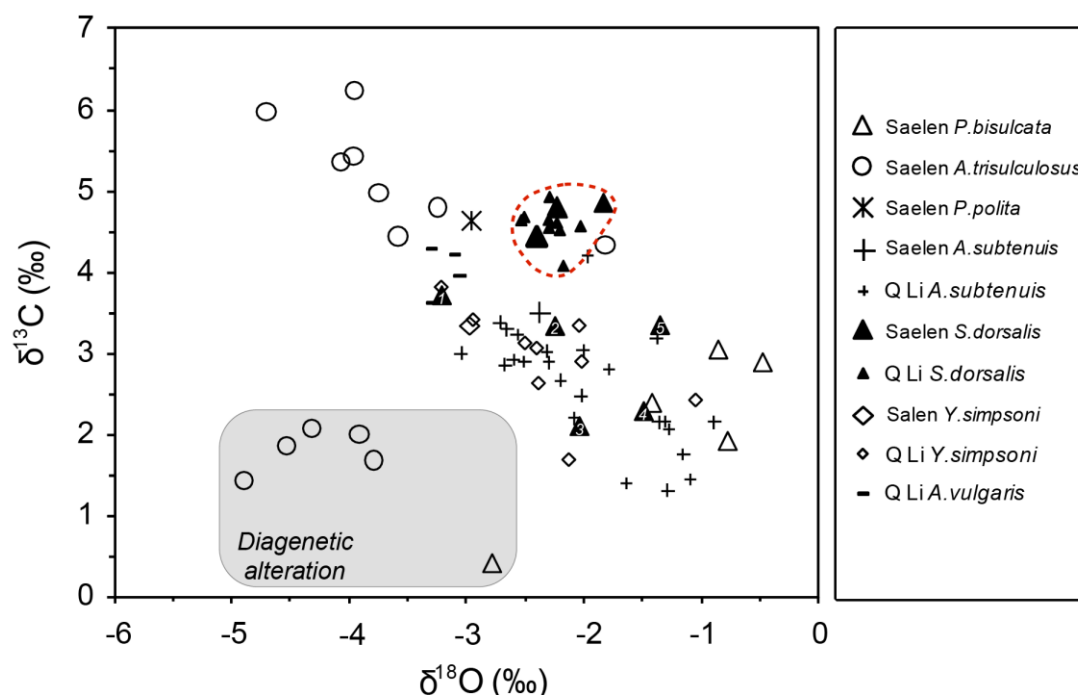 7
6
5
4
3
2
1
0
δ¹³C (‰)
-6
-5
-4
-3
-2
-1
0
δ¹⁸O (‰)
1
2
3
4
5
Diagenetic
alteration
Saelen P.bisulcata
Saelen A.trisulculosus
Saelen P.polita
Saelen A.subtenuis
Q Li A.subtenuis
Saelen S.dorsalis
Q Li S.dorsalis
Salen Y.simpsoni
Q Li Y.simpsoni
Q Li A.vulgaris